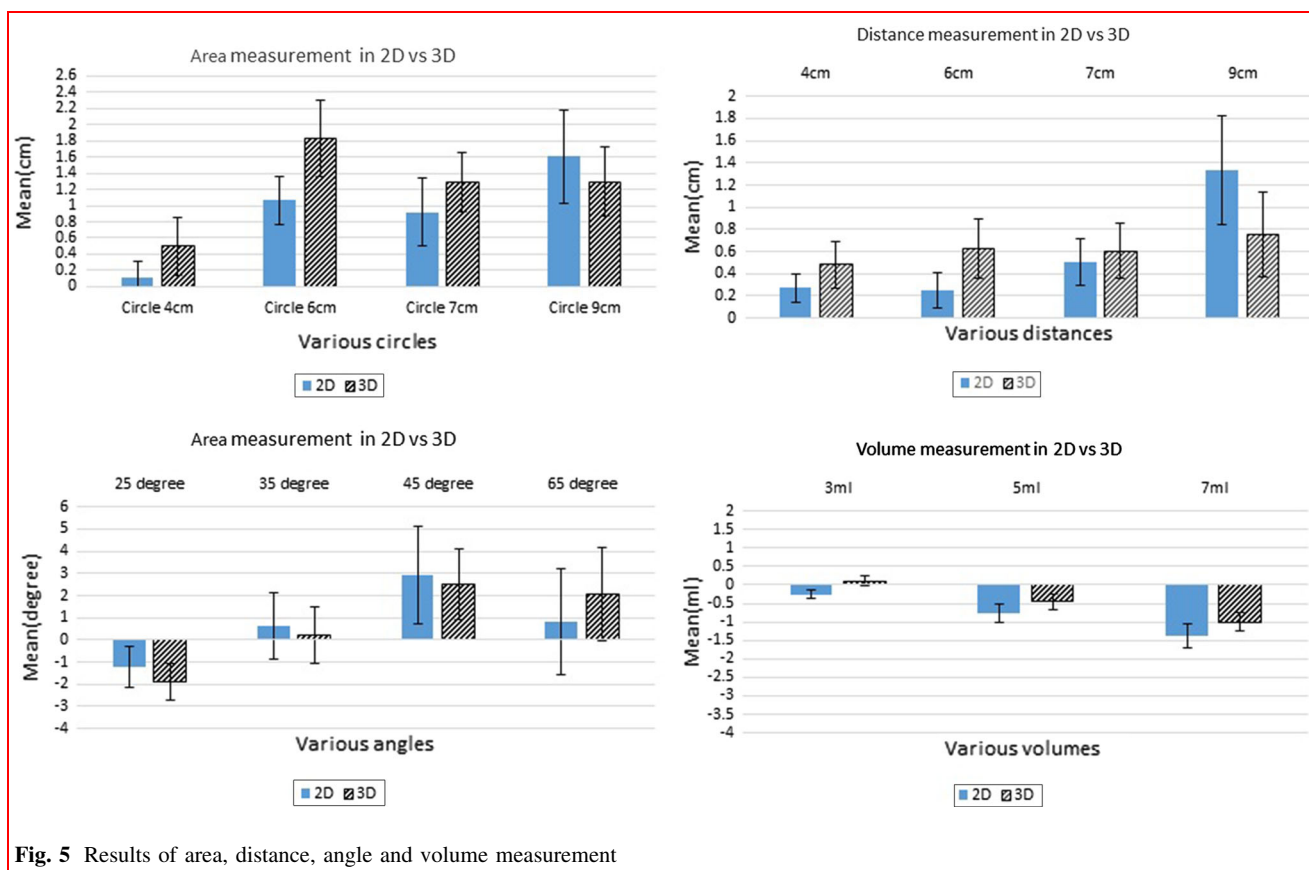 Area measurement in 2D vs 3D
2.6
2.4
2.2
2
1.8
1.6
1.4
1.2
1
0.8
0.6
0.4
0.2
0
Mean(cm)
Circle 4cm Circle 6cm Circle 7cm Circle 9cm
Various circles
2D 3D
Distance measurement in 2D vs 3D
4cm 6cm 7cm 9cm
2
1.8
1.6
1.4
1.2
1
0.8
0.6
0.4
0.2
0
Mean(cm)
Various distances
2D 3D
Area measurement in 2D vs 3D
25 degree 35 degree 45 degree 65 degree
6
5
4
3
2
1
0
-1
-2
-3
-4
Mean(degree)
Various angles
2D 3D
Volume measurement in 2D vs 3D
3ml 5ml 7ml
2
1.5
1
0.5
0
-0.5
-1
-1.5
-2
-2.5
-3
-3.5
-4
Mean(ml)
Various volumes
2D 3D
Fig. 5 Results of area, distance, angle and volume measurement